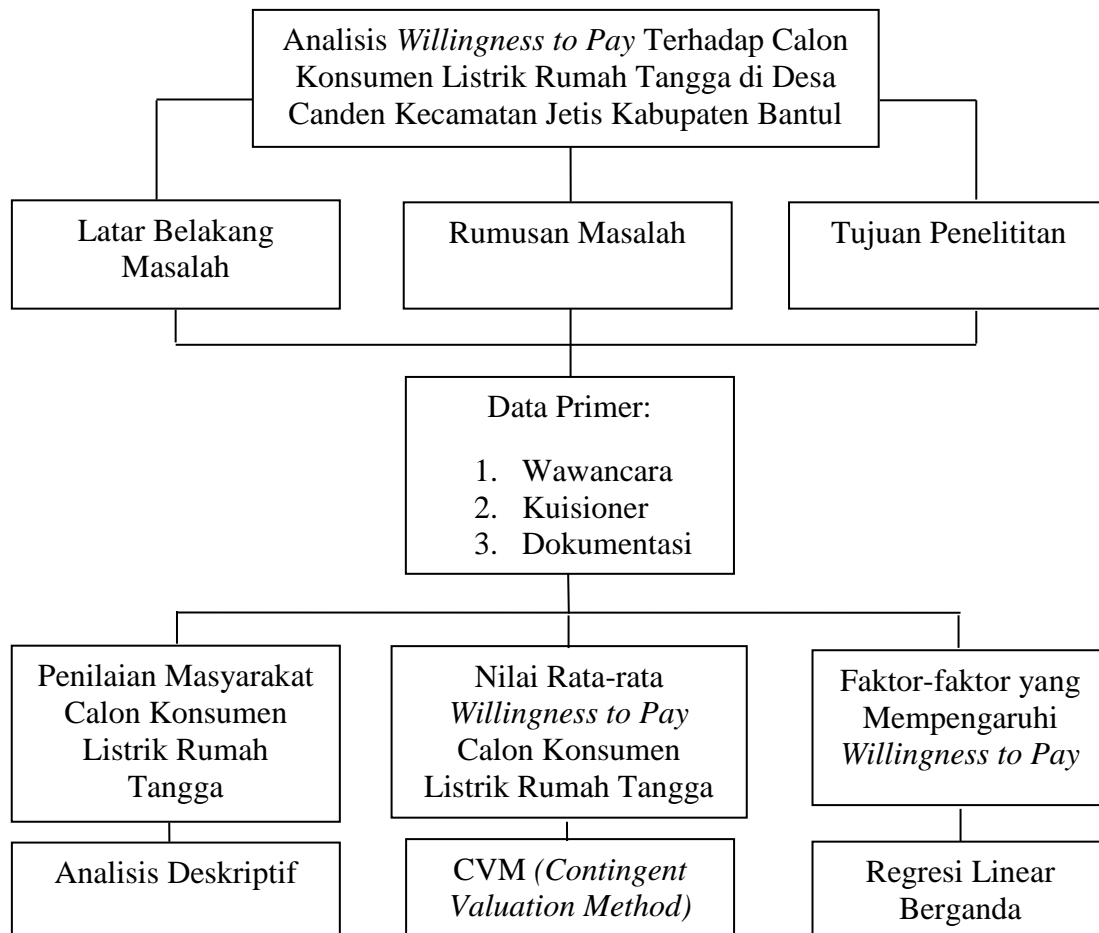 Analisis Willingness to Pay Terhadap Calon
Konsumen Listrik Rumah Tangga di Desa
Canden Kecamatan Jetis Kabupaten Bantul
Latar Belakang
Masalah
Rumusan Masalah
Tujuan Penelititan
Data Primer:
1. Wawancara
2. Kuisioner
3. Dokumentasi
Penilaian Masyarakat
Calon Konsumen
Listrik Rumah
Tangga
Nilai Rata-rata
Willingness to Pay
Calon Konsumen
Listrik Rumah Tangga
Faktor-faktor yang
Mempengaruhi
Willingness to Pay
Analisis Deskriptif
CVM (Contingent
Valuation Method)
Regresi Linear
Berganda